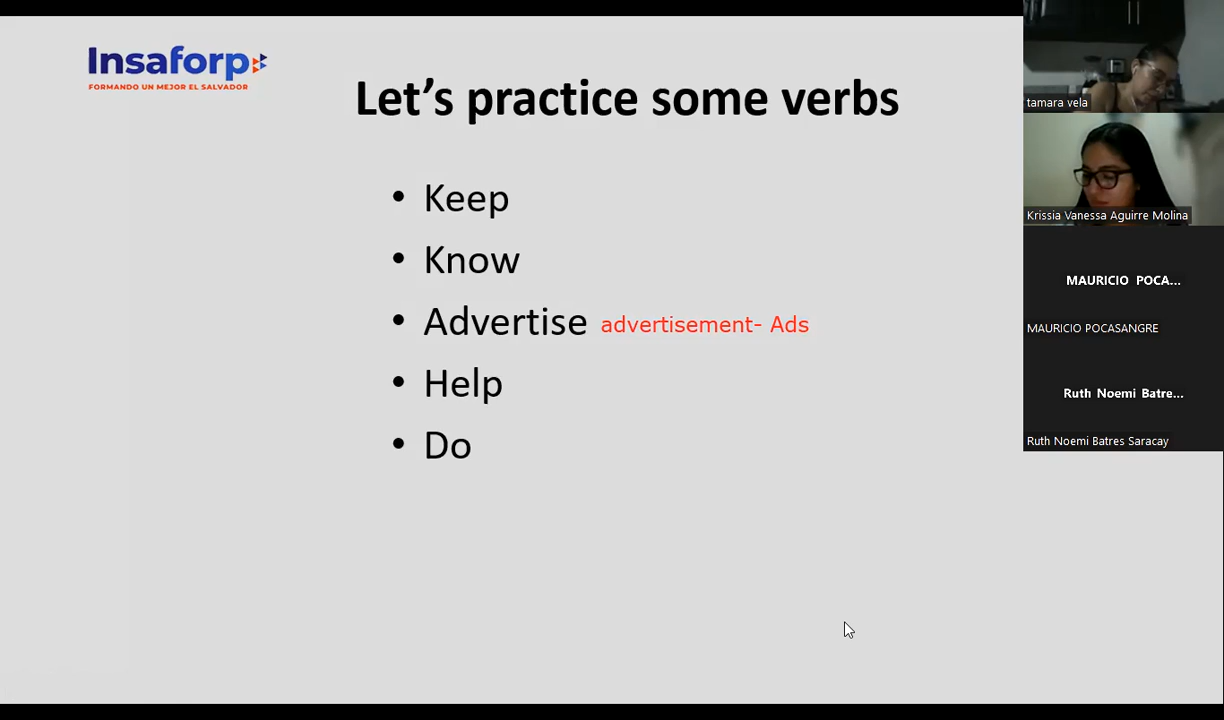 Insaforp
FORMANDO UN MEJOR EL SALVADOR
Let's practice some verbs
• Keep
• Know
• Advertise advertisement- Ads
• Help
• Do
tamara vela
Krissia Vanessa Aguirre Molina
MAURICIO POCA...
MAURICIO POCASANGRE
Ruth Noemi Batre...
Ruth Noemi Batres Saracay